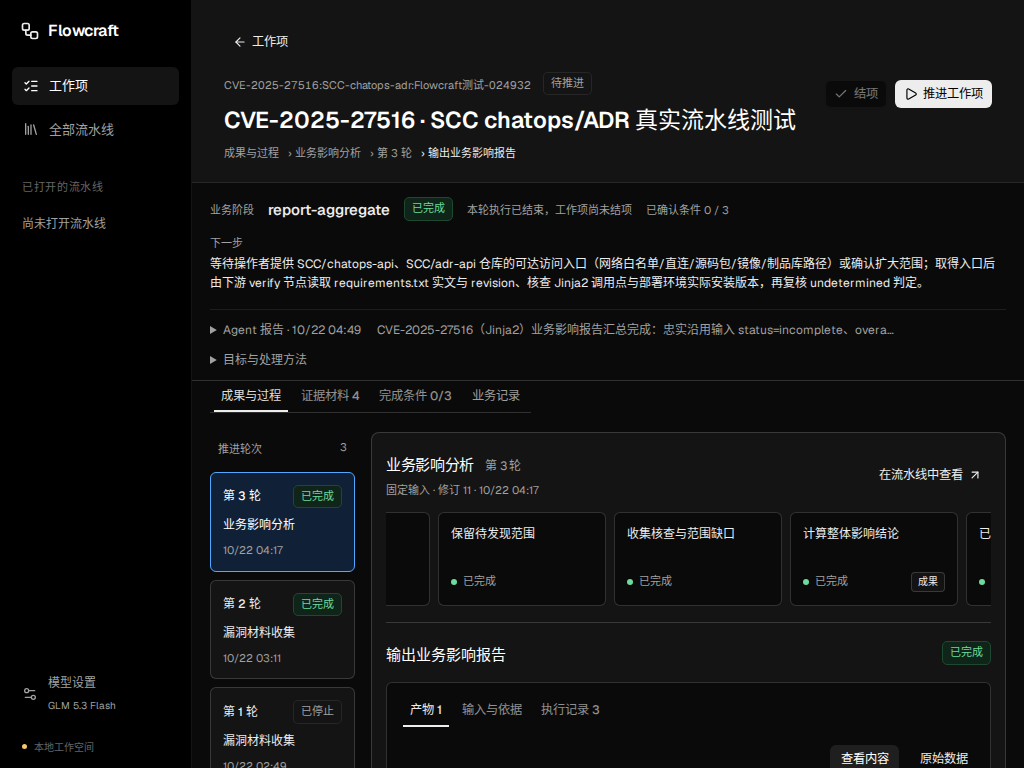 Flowcraft
工作项
全部流水线
已打开的流水线
尚未打开流水线
模型设置
GLM 5.3 Flash
本地工作空间
工作项
CVE-2025-27516:SCC-chatops-adr:Flowcraft测试-024932 待推进
结项
推进工作项
CVE-2025-27516 · SCC chatops/ADR 真实流水线测试
成果与过程 › 业务影响分析 › 第 3 轮 › 输出业务影响报告
业务阶段 report-aggregate 已完成 本轮执行已结束，工作项尚未结项 已确认条件 0 / 3
下一步
等待操作者提供 SCC/chatops-api、SCC/adr-api 仓库的可达访问入口（网络白名单/直连/源码包/镜像/制品库路径）或确认扩大范围；取得入口后
由下游 verify 节点读取 requirements.txt 实文与 revision、核查 Jinja2 调用点与部署环境实际安装版本，再复核 undetermined 判定。
Agent 报告 · 10/22 04:49 CVE-2025-27516（Jinja2）业务影响报告汇总完成：忠实沿用输入 status=incomplete、overa...
目标与处理方法
成果与过程 证据材料 4 完成条件 0/3 业务记录
推进轮次 3
第 3 轮 已完成
业务影响分析
10/22 04:17
第 2 轮 已完成
漏洞材料收集
10/22 03:11
第 1 轮 已停止
漏洞材料收集
10/22 02:49
业务影响分析 第 3 轮
固定输入 · 修订 11 · 10/22 04:17
在流水线中查看
保留待发现范围
已完成
收集核查与范围缺口
已完成
计算整体影响结论
已完成 成果
已
输出业务影响报告 已完成
产物 1 输入与依据 执行记录 3
查看内容 原始数据